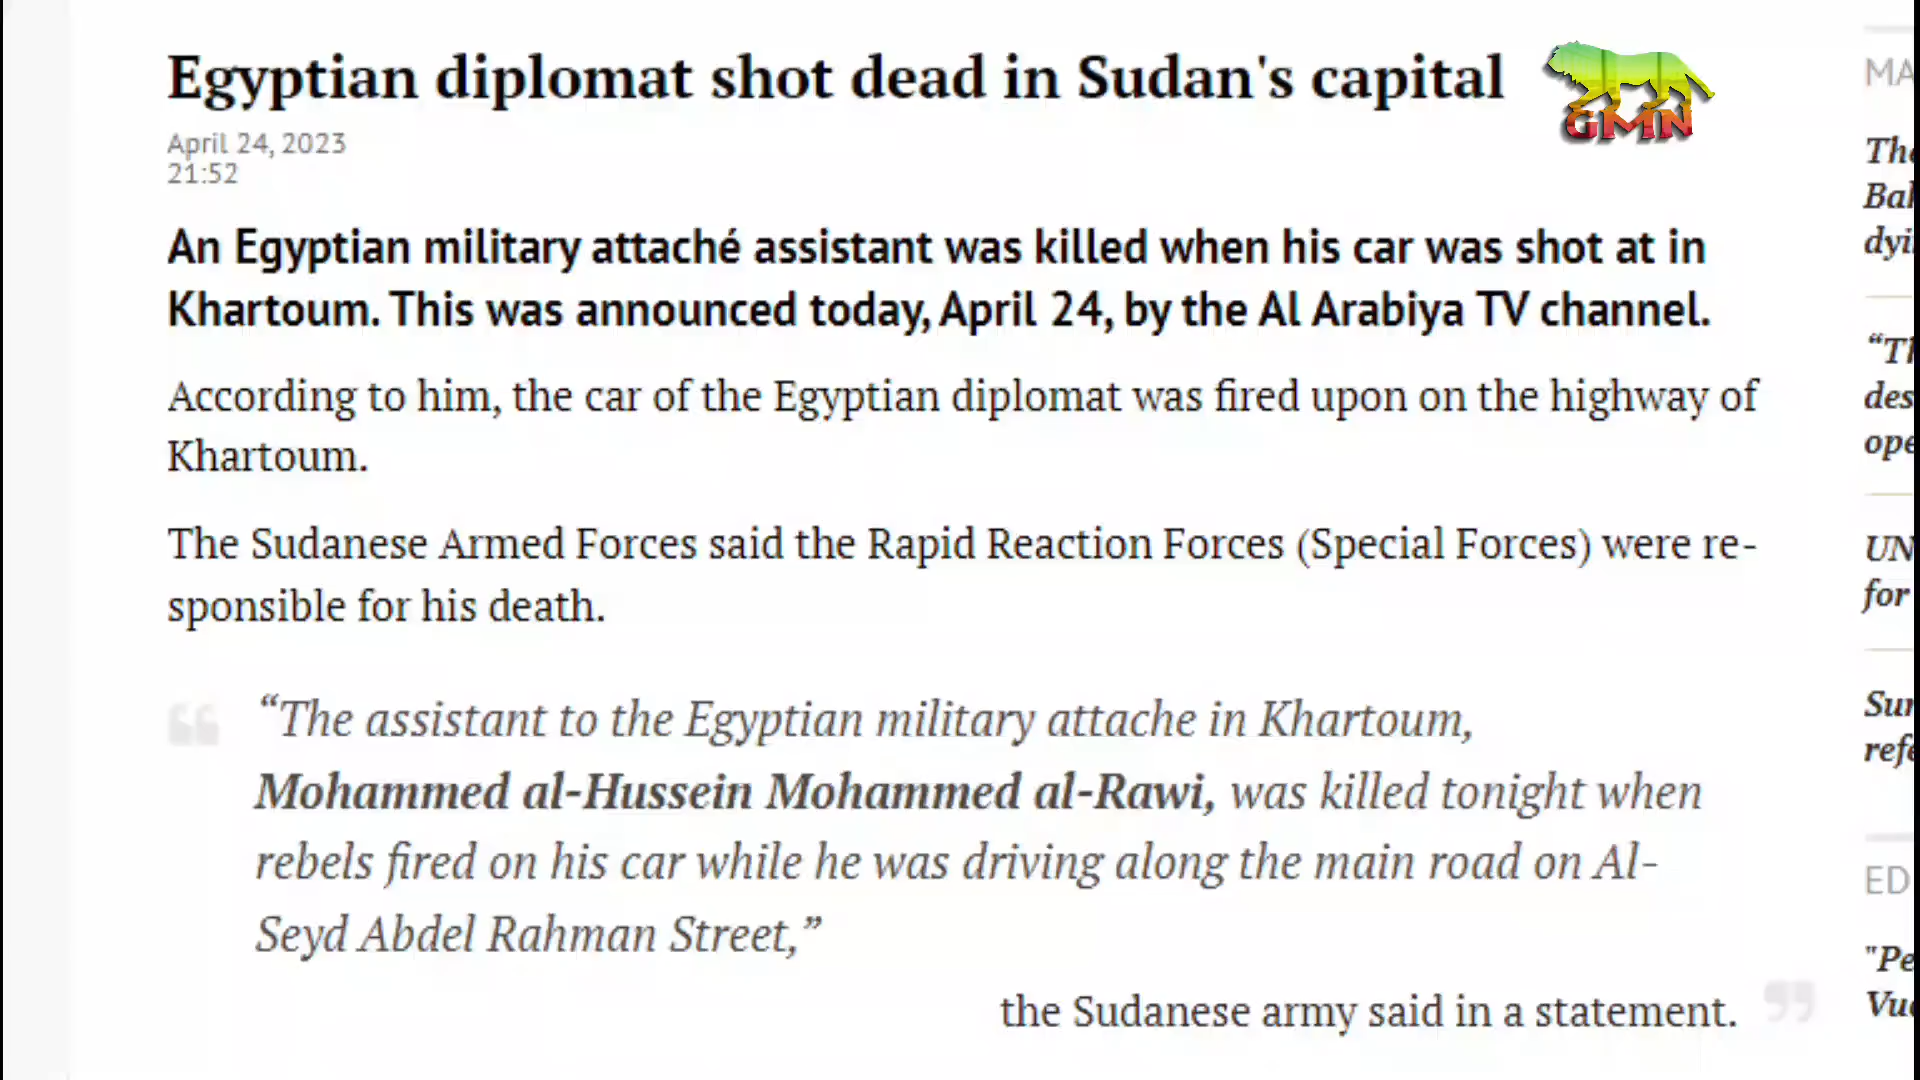 Egyptian diplomat shot dead in Sudan's capital
GMN
April 24, 2023
21:52
An Egyptian military attaché assistant was killed when his car was shot at in
Khartoum. This was announced today, April 24, by the Al Arabiya TV channel.
According to him, the car of the Egyptian diplomat was fired upon on the highway of
Khartoum.
The Sudanese Armed Forces said the Rapid Reaction Forces (Special Forces) were re-
sponsible for his death.
“The assistant to the Egyptian military attache in Khartoum,
Mohammed al-Hussein Mohammed al-Rawi, was killed tonight when
rebels fired on his car while he was driving along the main road on Al-
Seyd Abdel Rahman Street,”
the Sudanese army said in a statement.
UN
for